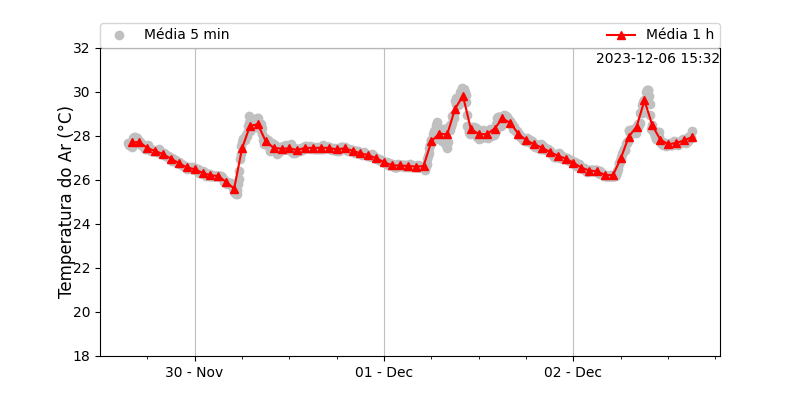 Média 5 min
Média 1 h
2023-12-06 15:32
Temperatura do Ar (°C)
32
30
28
26
24
22
20
18
30 - Nov
01 - Dec
02 - Dec